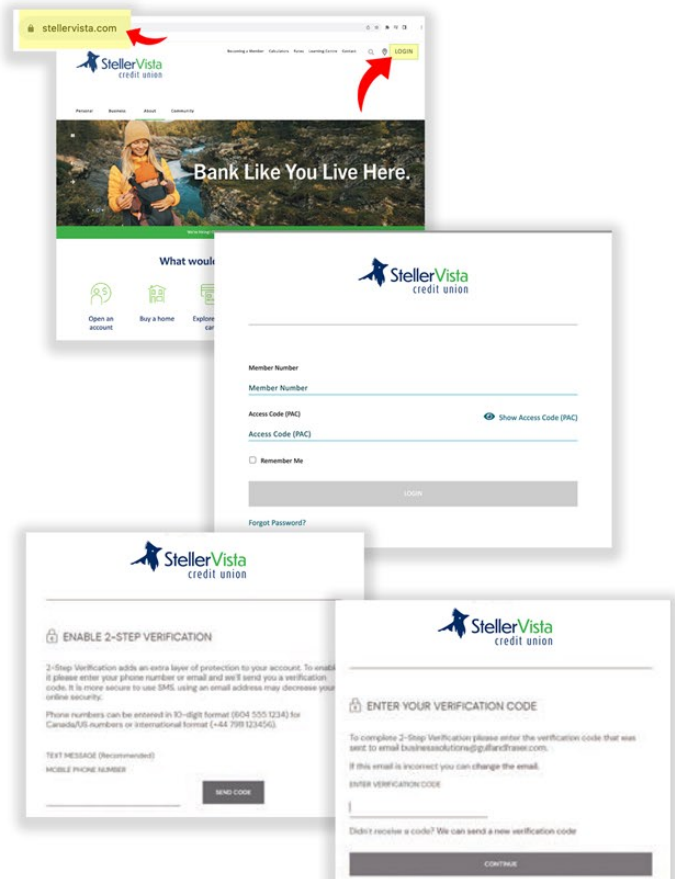 stellervista.com
Becoming a Member Calculators Rates Learning Centre Contact
LOGIN
StellerVista
credit union
Personal Business About Community
Bank Like You Live Here.
We're Hiring!
What woul
Open an
account
Buy a home
Explore
car
StellerVista
credit union
Member Number
Member Number
Access Code (PAC)
Show Access Code (PAC)
Access Code (PAC)
Remember Me
LOGIN
Forgot Password?
StellerVista
credit union
ENABLE 2-STEP VERIFICATION
2-Step Verification adds an extra layer of protection to your account. To enabl
it please enter your phone number or email and we'll send you a verification
code. It is more secure to use SMS, using an email address may decrease your
online security.
Phone numbers can be entered in 10-digit format (604 555 1234) for
Canada/US numbers or international format (+44 7911 123456).
TEXT MESSAGE (Recommended)
MOBILE PHONE NUMBER
SEND CODE
StellerVista
credit union
ENTER YOUR VERIFICATION CODE
To complete 2-Step Verification please enter the verification code that was
sent to email businesssolutions@gullandfraser.com.
If this email is incorrect you can change the email.
ENTER VERIFICATION CODE
Didn't receive a code? We can send a new verification code
CONTINUE